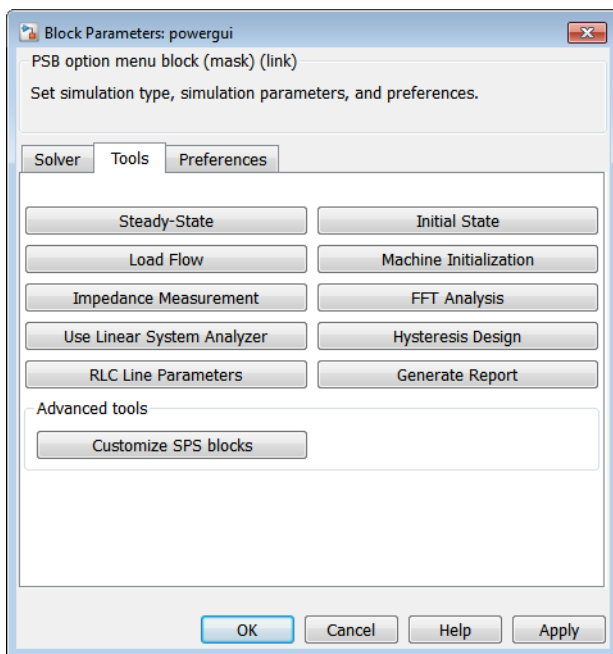 Block Parameters: powergui
PSB option menu block (mask) (link)
Set simulation type, simulation parameters, and preferences.
Solver Tools Preferences
Steady-State Initial State
Load Flow Machine Initialization
Impedance Measurement FFT Analysis
Use Linear System Analyzer Hysteresis Design
RLC Line Parameters Generate Report
Advanced tools
Customize SPS blocks
OK Cancel Help Apply